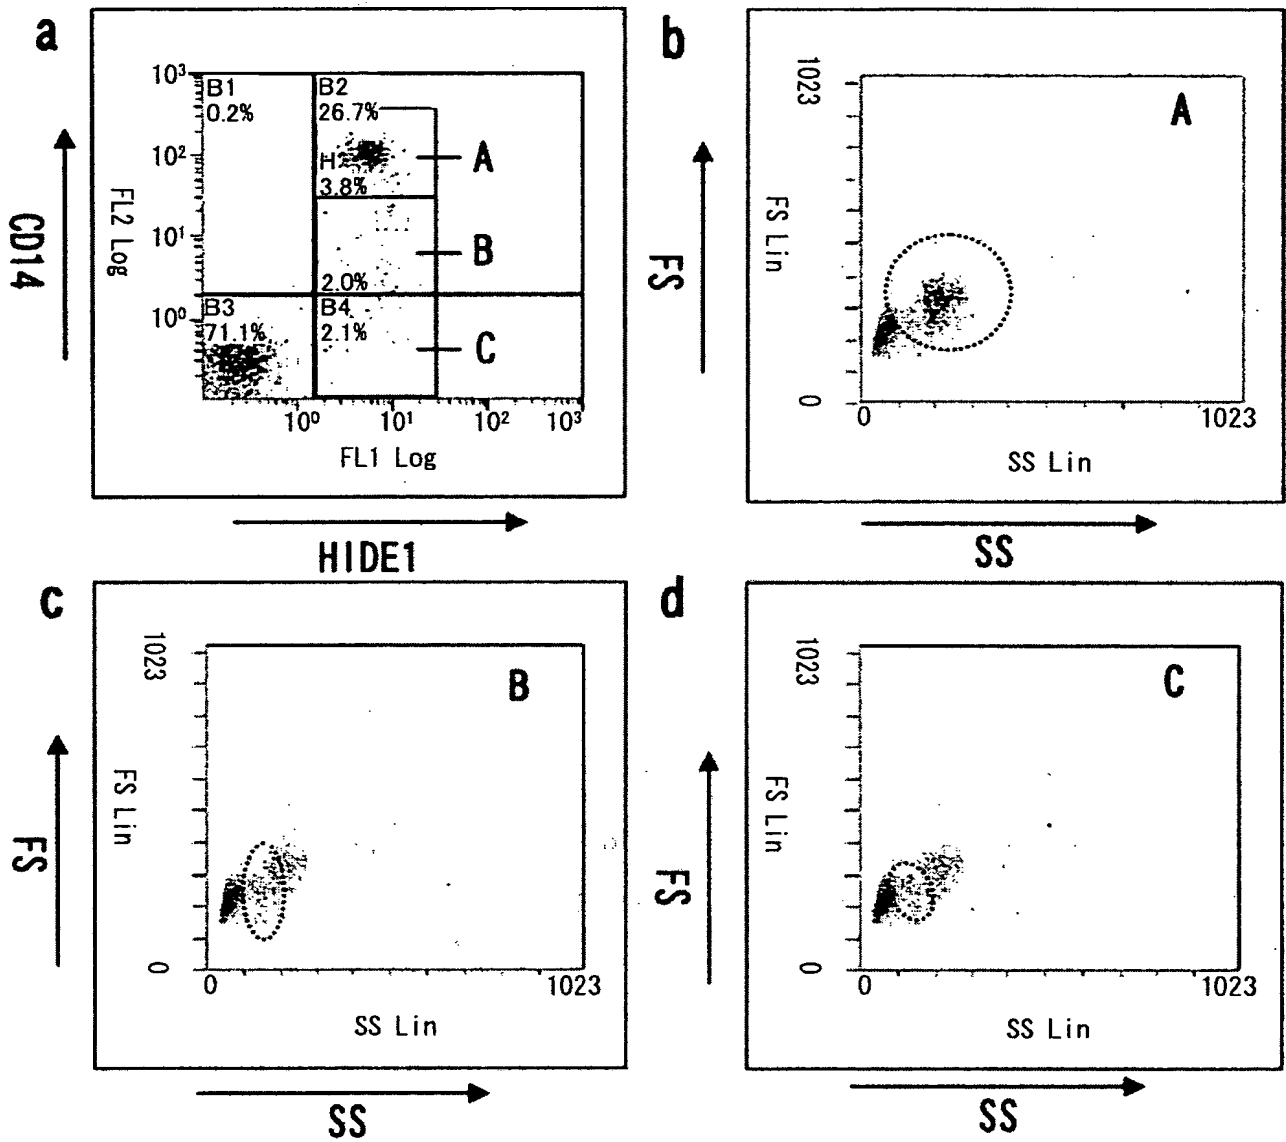 a
10³
10²
10¹
10⁰
B1
0.2%
B2
26.7%
H
3.8%
2.0%
B3
71.1%
B4
2.1%
A
B
C
CD14
FL2 Log
10⁰
10¹
10²
10³
FL1 Log
HIDE1
b
A
1023
0
FS
FS Lin
0
1023
SS Lin
SS
c
B
1023
0
FS
FS Lin
0
1023
SS Lin
SS
d
C
1023
0
FS
FS Lin
0
1023
SS Lin
SS